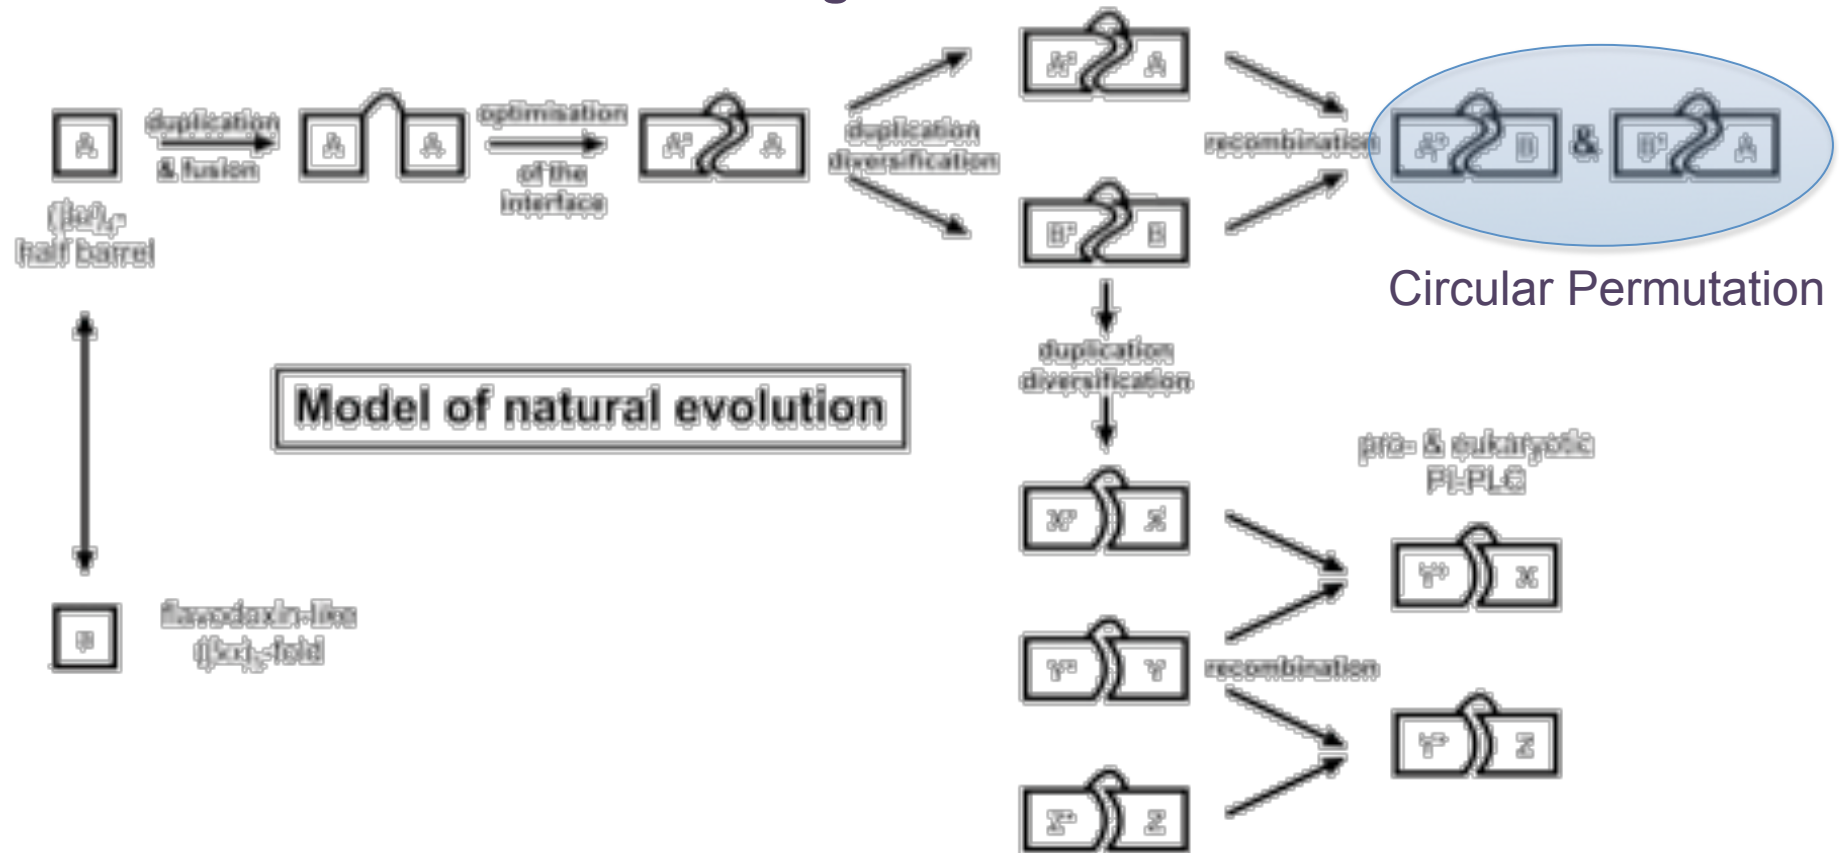 A' A
A
duplication
& fusion
A A
optimisation
of the
interface
A' A
duplication
diversification
recombination
A' B & B' A
(βα)₄-
half barrel
B' B
Circular Permutation
duplication
diversification
Model of natural evolution
pro- & eukaryotic
PI-PLC
X' X
Y' X
flavodoxin-like
(βα)₅-fold
Y' Y
recombination
Y' Z
Z